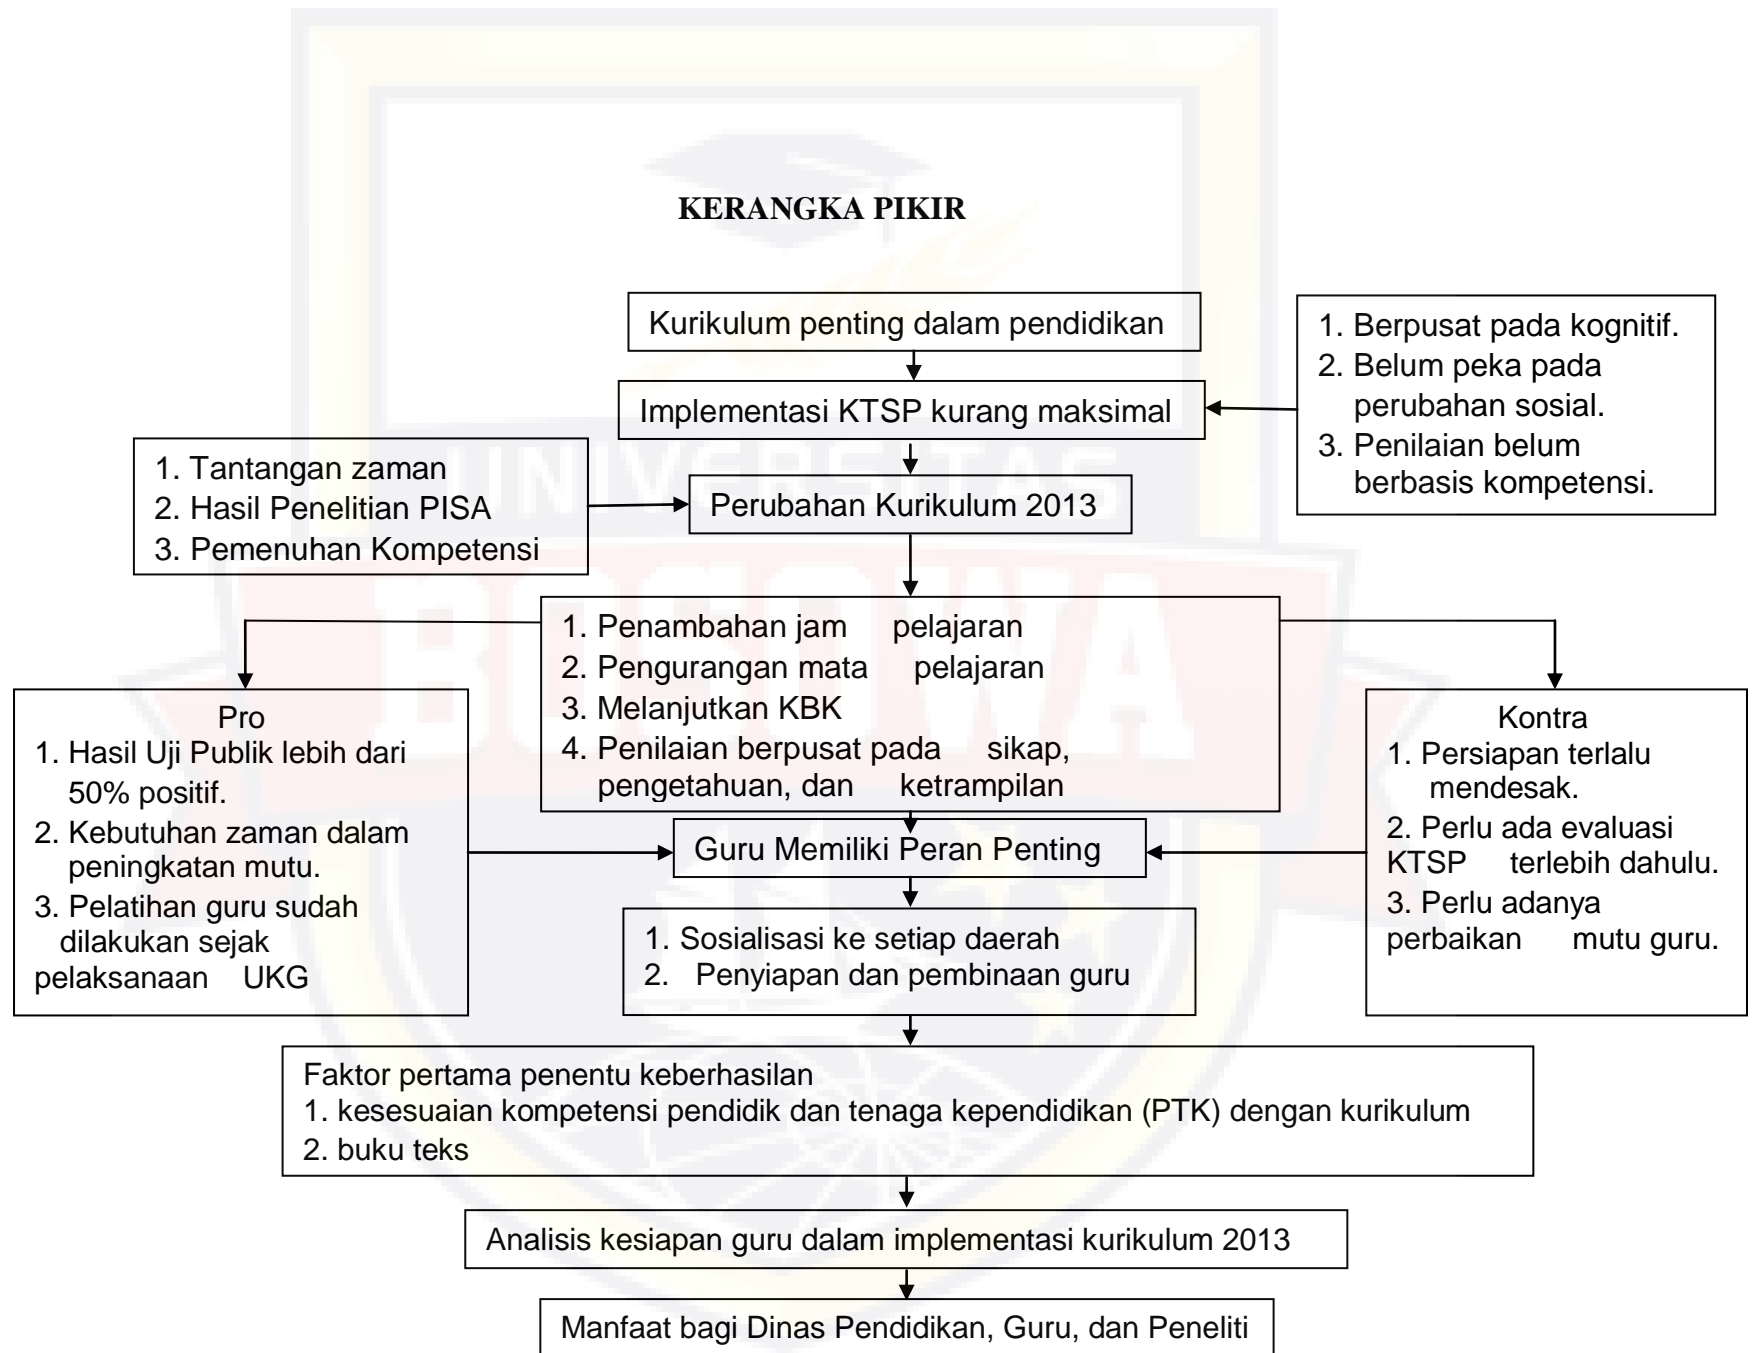 KERANGKA PIKIR
Kurikulum penting dalam pendidikan
1. Berpusat pada kognitif.
2. Belum peka pada
perubahan sosial.
3. Penilaian belum
berbasis kompetensi.
Implementasi KTSP kurang maksimal
1. Tantangan zaman
2. Hasil Penelitian PISA
3. Pemenuhan Kompetensi
Perubahan Kurikulum 2013
1. Penambahan jam pelajaran
2. Pengurangan mata pelajaran
3. Melanjutkan KBK
4. Penilaian berpusat pada sikap,
pengetahuan, dan ketrampilan
Pro
1. Hasil Uji Publik lebih dari
50% positif.
2. Kebutuhan zaman dalam
peningkatan mutu.
3. Pelatihan guru sudah
dilakukan sejak
pelaksanaan UKG
Kontra
1. Persiapan terlalu
mendesak.
2. Perlu ada evaluasi
KTSP terlebih dahulu.
3. Perlu adanya
perbaikan mutu guru.
Guru Memiliki Peran Penting
1. Sosialisasi ke setiap daerah
2. Penyiapan dan pembinaan guru
Faktor pertama penentu keberhasilan
1. kesesuaian kompetensi pendidik dan tenaga kependidikan (PTK) dengan kurikulum
2. buku teks
Analisis kesiapan guru dalam implementasi kurikulum 2013
Manfaat bagi Dinas Pendidikan, Guru, dan Peneliti
UNIVERSITAS
BOSOWA